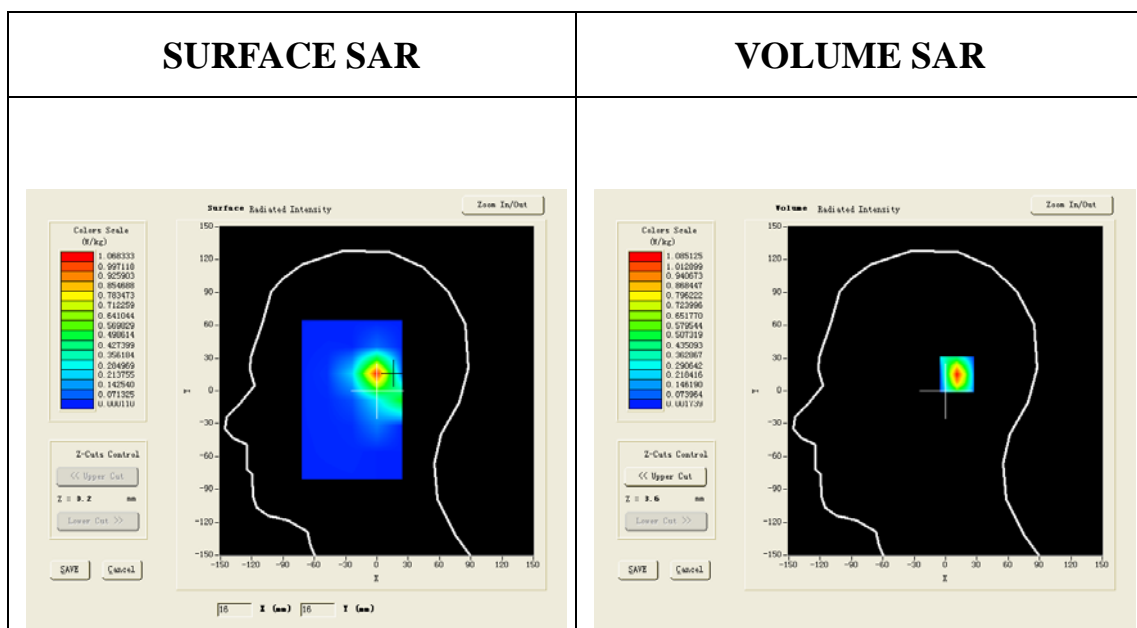 SURFACE SAR
VOLUME SAR
Surface Radiated Intensity
Zoom In/Out
Colors Scale
(W/kg)
1.068333
0.997118
0.925903
0.854688
0.783473
0.712259
0.641044
0.569829
0.498614
0.427399
0.356184
0.284969
0.213755
0.142540
0.071325
0.000110
150
120
90
60
30
0
-30
-60
-90
-120
-150
Y
-150 -120 -90 -60 -30 0 30 60 90 120 150
X
Z-Cuts Control
<< Upper Cut
mm
Lower Cut >>
SAVE
Cancel
16 X (mm) 16 Y (mm)
Volume Radiated Intensity
Zoom In/Out
Colors Scale
(W/kg)
1.085125
1.012899
0.940673
0.868447
0.796222
0.723996
0.651770
0.579544
0.507319
0.435093
0.362867
0.290642
0.218416
0.146190
0.073964
0.001739
150
120
90
60
30
0
-30
-60
-90
-120
-150
Y
-150 -120 -90 -60 -30 0 30 60 90 120 150
X
Z-Cuts Control
<< Upper Cut
mm
Lower Cut >>
SAVE
Cancel